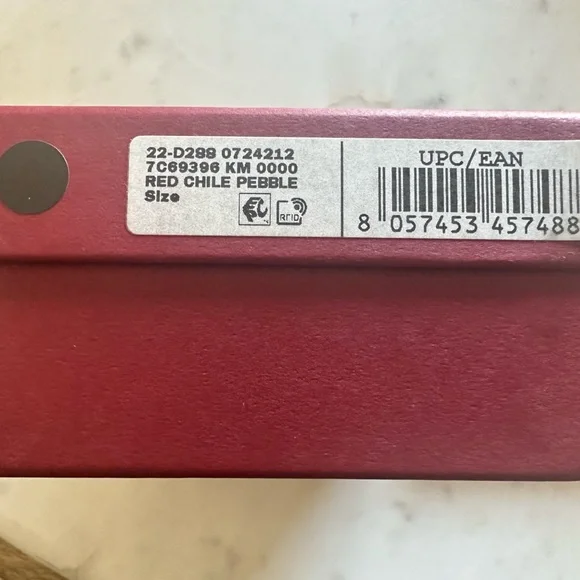 22-D288 0724212
7C69396 KM 0000
RED CHILE PEBBLE
Size
RFID
UPC/EAN
8 057453 457488